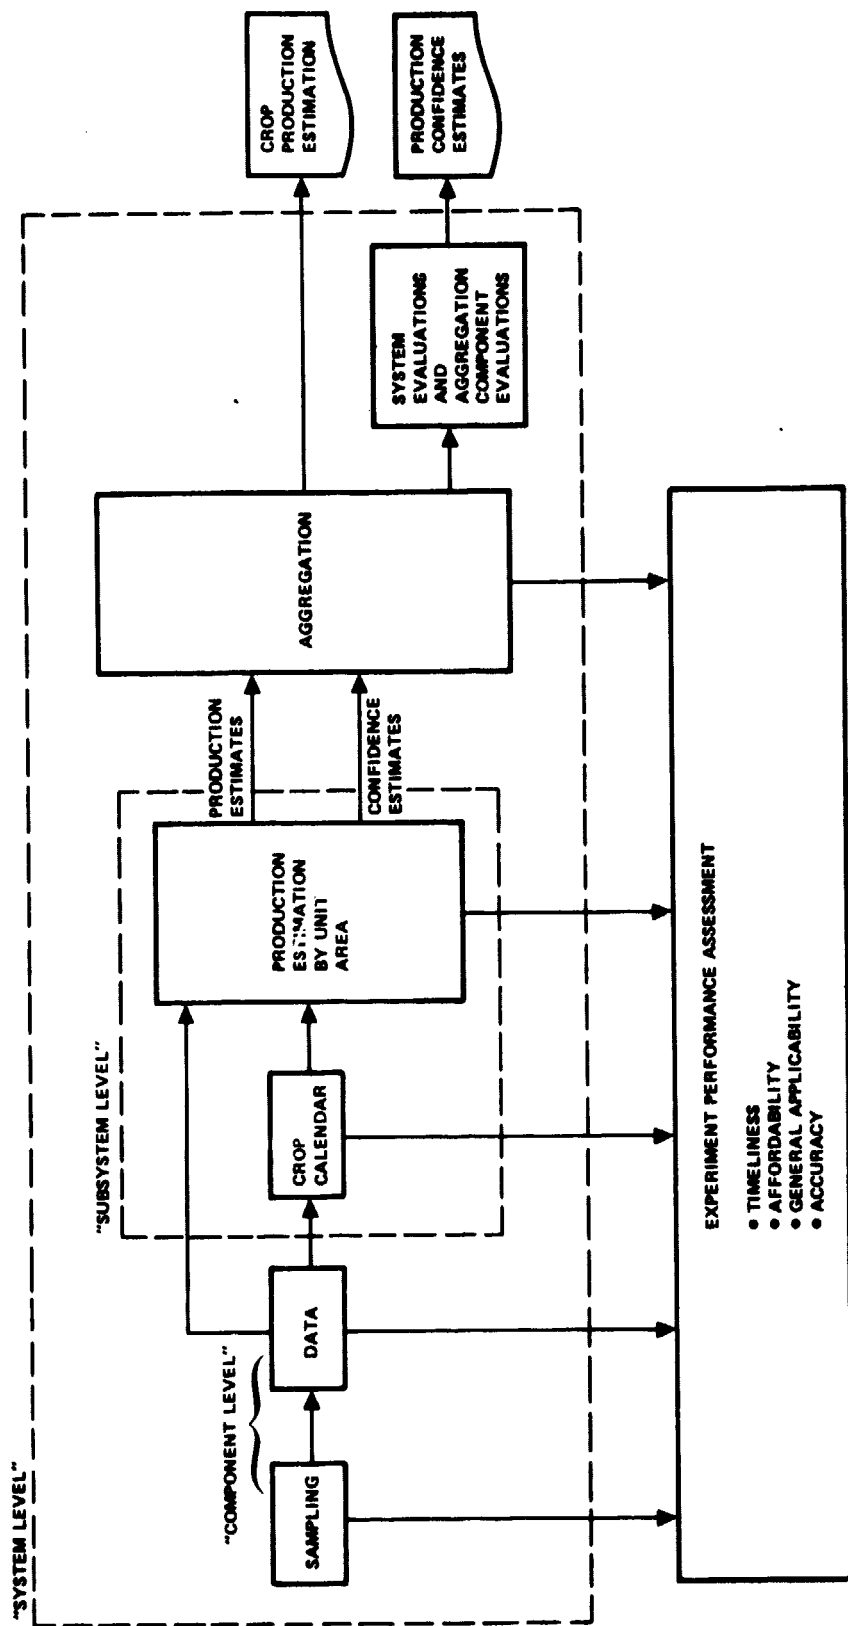 "SYSTEM LEVEL"
"COMPONENT LEVEL"
SAMPLING
DATA
"SUBSYSTEM LEVEL"
CROP
CALENDAR
PRODUCTION
ESTIMATION
BY UNIT
AREA
PRODUCTION
ESTIMATES
CONFIDENCE
ESTIMATES
AGGREGATION
SYSTEM
EVALUATIONS
AND
AGGREGATION
COMPONENT
EVALUATIONS
CROP
PRODUCTION
ESTIMATION
PRODUCTION
CONFIDENCE
ESTIMATES
EXPERIMENT PERFORMANCE ASSESSMENT
• TIMELINESS
• AFFORDABILITY
• GENERAL APPLICABILITY
• ACCURACY